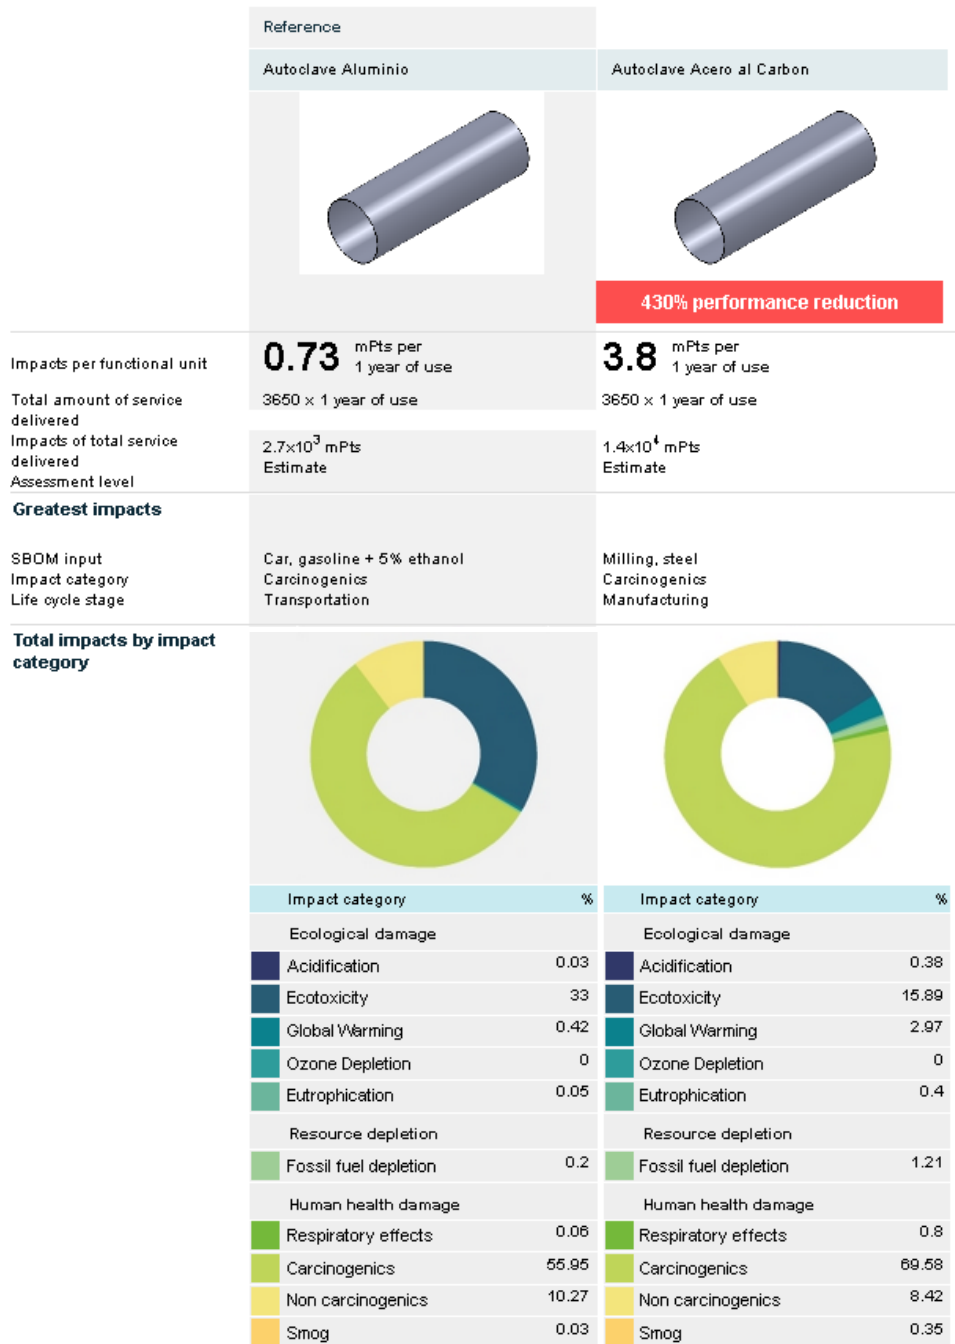 Reference
Autoclave Aluminio Autoclave Acero al Carbon
430% performance reduction
Impacts per functional unit 0.73 mPts per 1 year of use 3.8 mPts per 1 year of use
Total amount of service delivered 3650 x 1 year of use 3650 x 1 year of use
Impacts of total service delivered 2.7x10³ mPts 1.4x10⁴ mPts
Assessment level Estimate Estimate
Greatest impacts
SBOM input Car, gasoline + 5% ethanol Milling, steel
Impact category Carcinogenics Carcinogenics
Life cycle stage Transportation Manufacturing
Total impacts by impact category
Impact category % Impact category %
Ecological damage Ecological damage
Acidification 0.03 Acidification 0.38
Ecotoxicity 33 Ecotoxicity 15.89
Global Warming 0.42 Global Warming 2.97
Ozone Depletion 0 Ozone Depletion 0
Eutrophication 0.05 Eutrophication 0.4
Resource depletion Resource depletion
Fossil fuel depletion 0.2 Fossil fuel depletion 1.21
Human health damage Human health damage
Respiratory effects 0.06 Respiratory effects 0.8
Carcinogenics 55.95 Carcinogenics 69.58
Non carcinogenics 10.27 Non carcinogenics 8.42
Smog 0.03 Smog 0.35